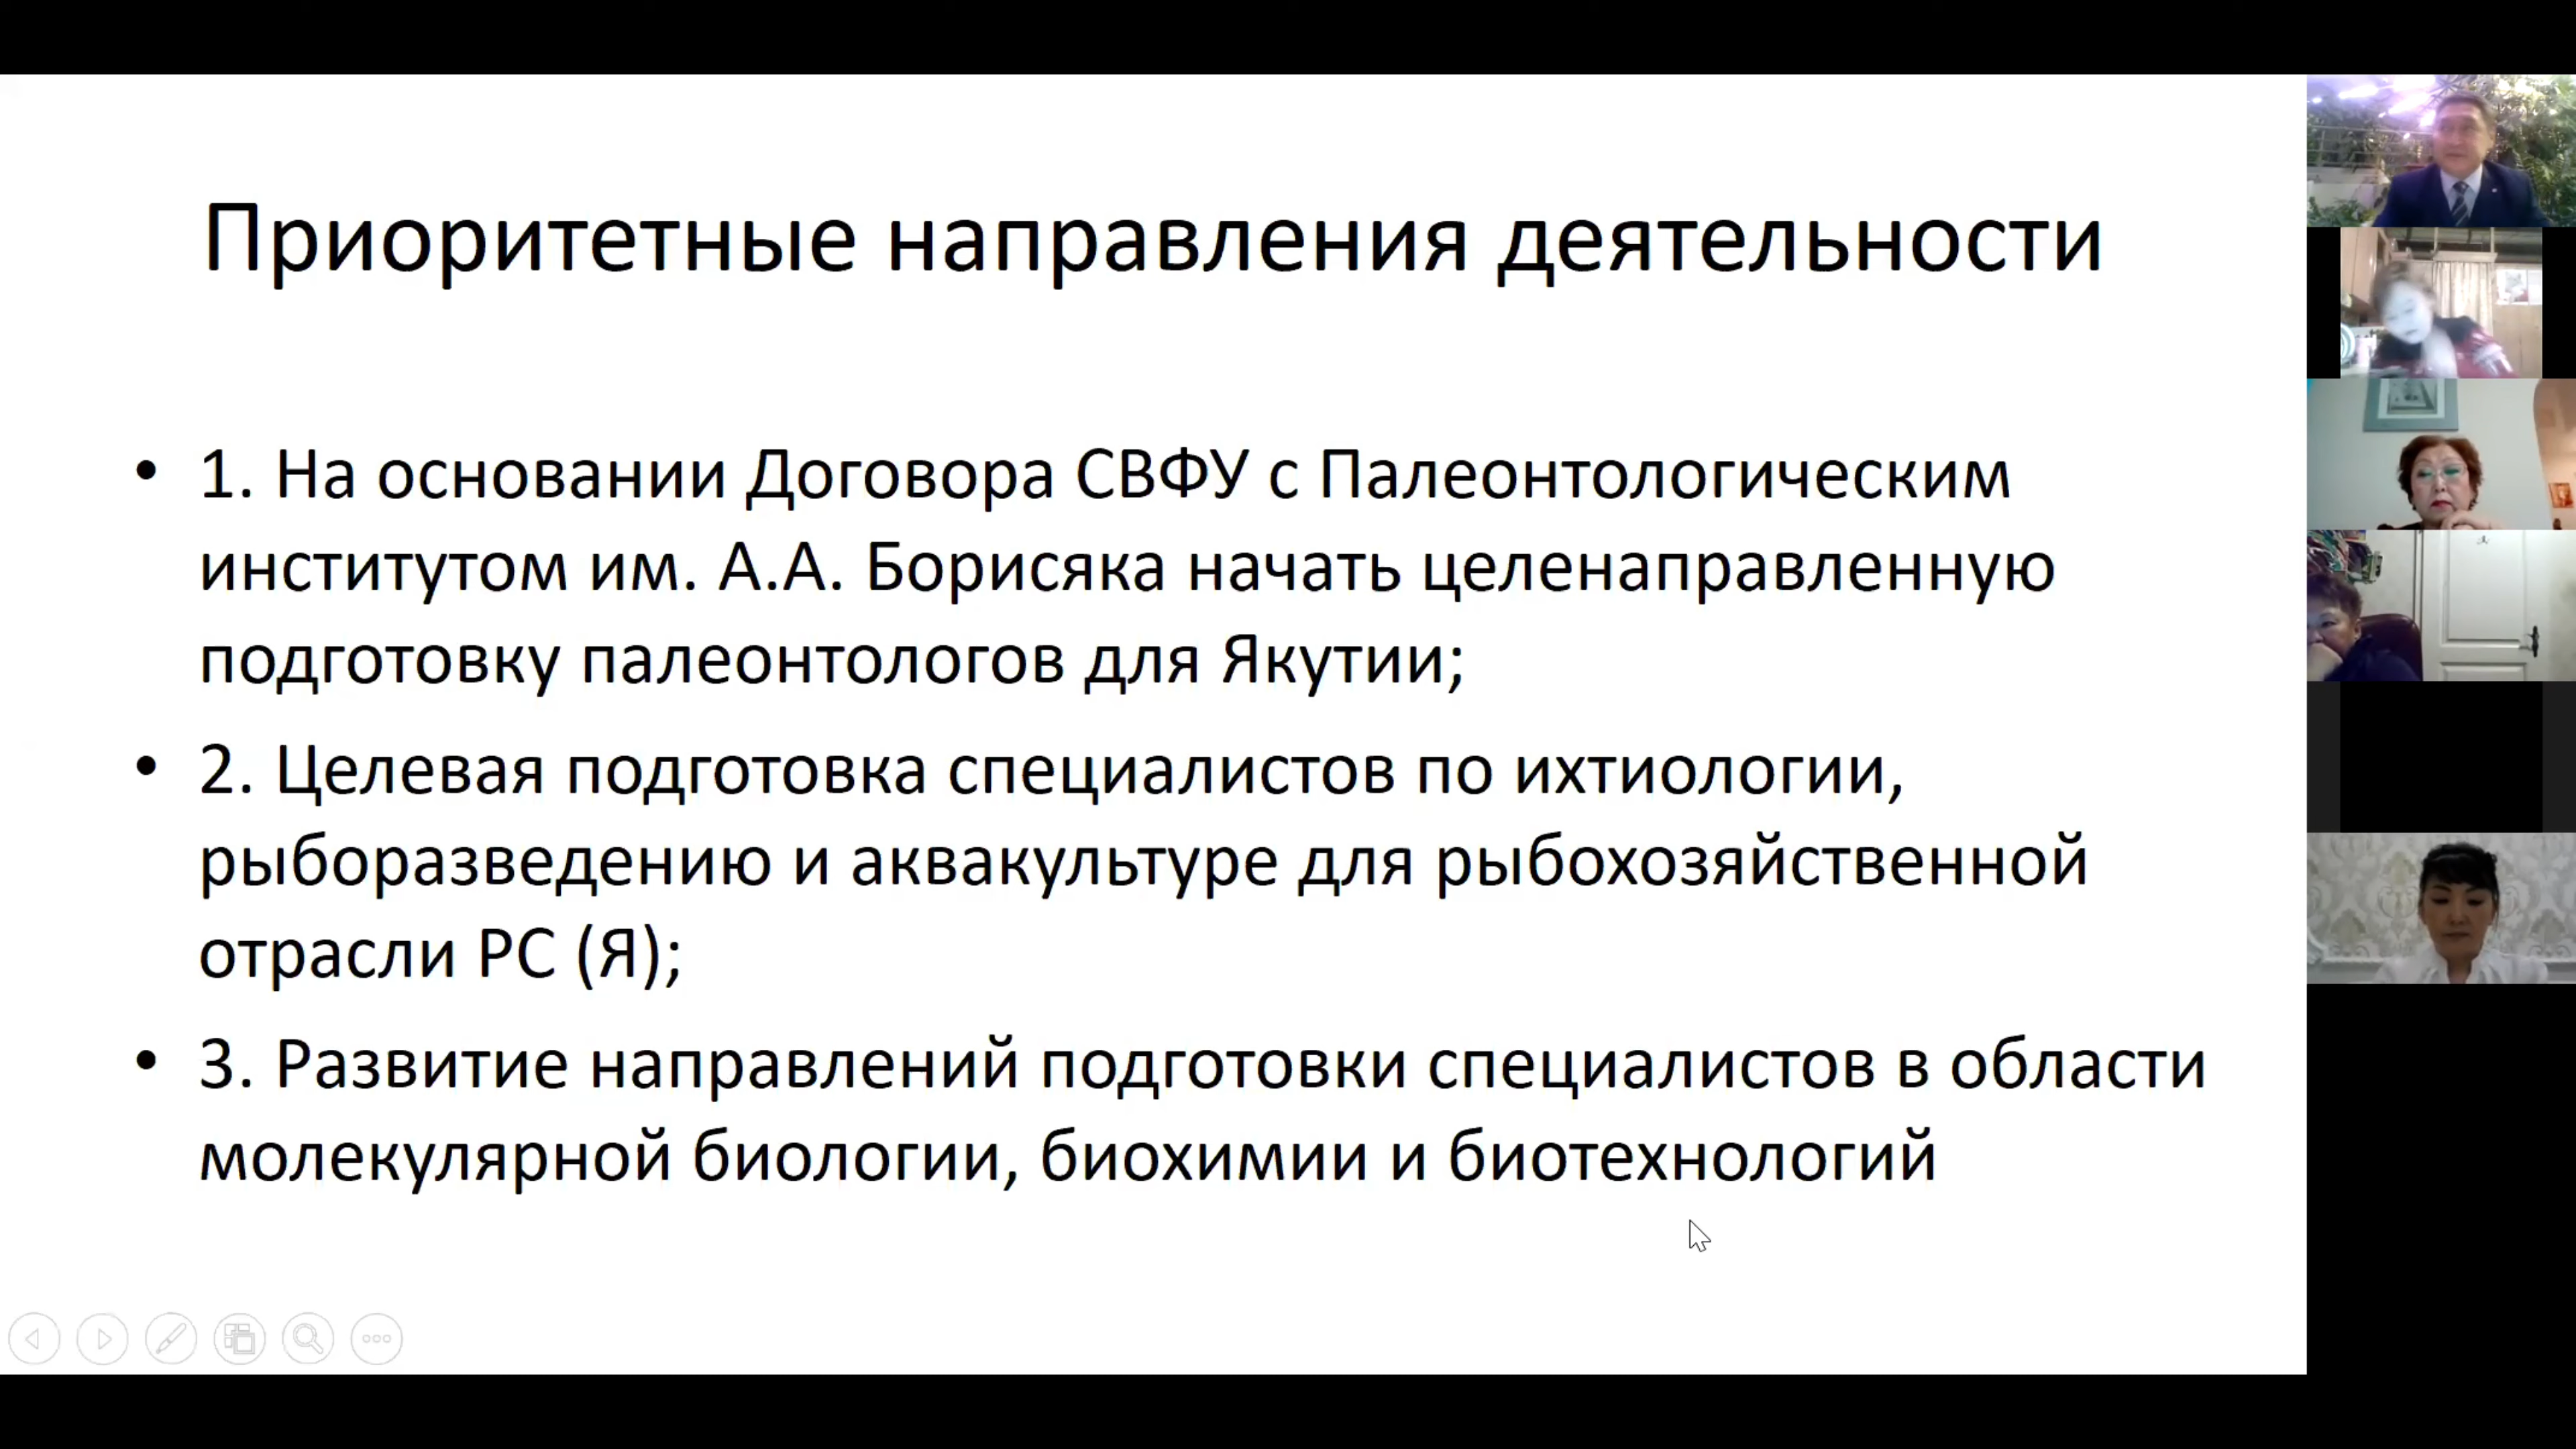 Приоритетные направления деятельности
• 1. На основании Договора СВФУ с Палеонтологическим
институтом им. А.А. Борисяка начать целенаправленную
подготовку палеонтологов для Якутии;
• 2. Целевая подготовка специалистов по ихтиологии,
рыборазведению и аквакультуре для рыбохозяйственной
отрасли РС (Я);
• 3. Развитие направлений подготовки специалистов в области
молекулярной биологии, биохимии и биотехнологий